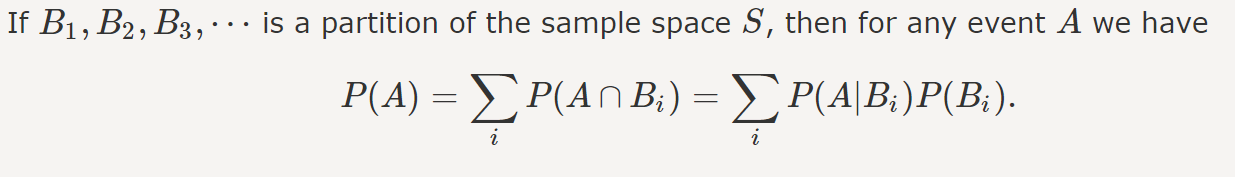 If B₁, B₂, B₃, ⋯ is a partition of the sample space S, then for any event A we have
P(A) = ∑ᵢ P(A ∩ Bᵢ) = ∑ᵢ P(A|Bᵢ)P(Bᵢ).